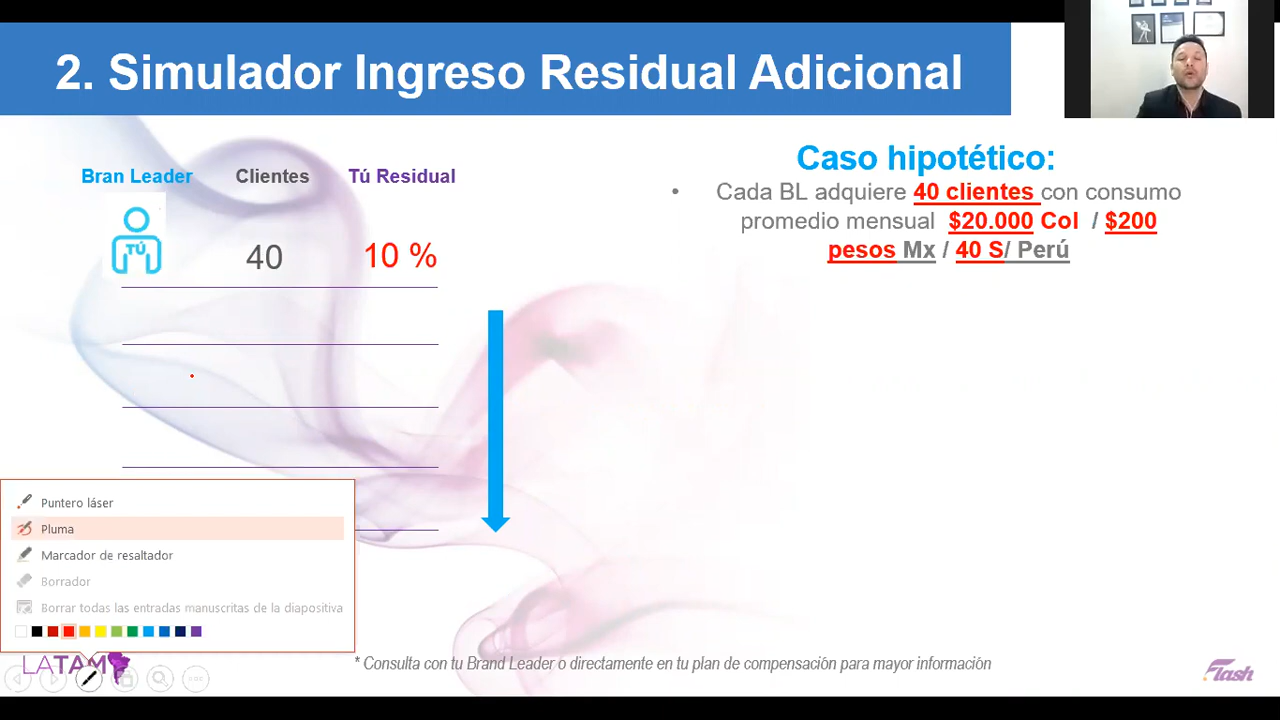 2. Simulador Ingreso Residual Adicional
Bran Leader Clientes Tú Residual
TÚ
40 10 %
Caso hipotético:
• Cada BL adquiere 40 clientes con consumo
promedio mensual $20.000 Col / $200
pesos Mx / 40 S/ Perú
Puntero láser
Pluma
Marcador de resaltador
Borrador
Borrar todas las entradas manuscritas de la diapositiva
LATAM
* Consulta con tu Brand Leader o directamente en tu plan de compensación para mayor información
Flash